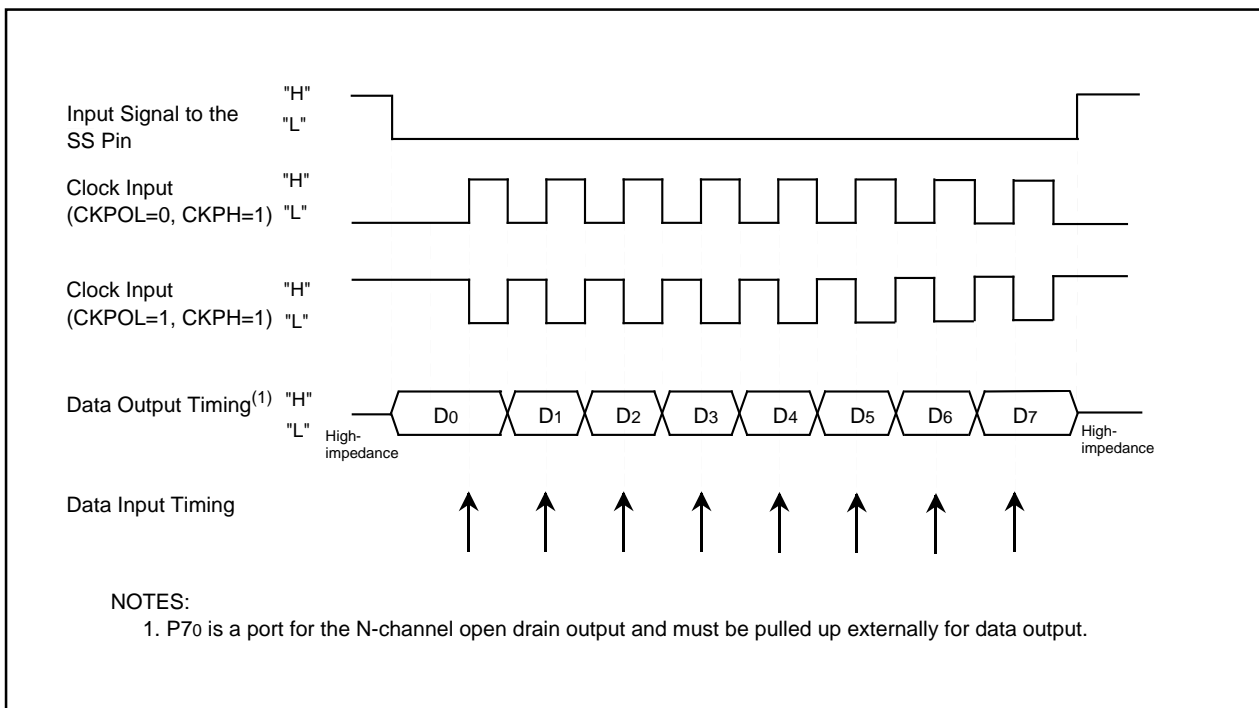 Input Signal to the
SS Pin
"H"
"L"
Clock Input
(CKPOL=0, CKPH=1)
"H"
"L"
Clock Input
(CKPOL=1, CKPH=1)
"H"
"L"
Data Output Timing(1)
"H"
"L"
High-
impedance
D0 D1 D2 D3 D4 D5 D6 D7
High-
impedance
Data Input Timing
NOTES:
1. P70 is a port for the N-channel open drain output and must be pulled up externally for data output.